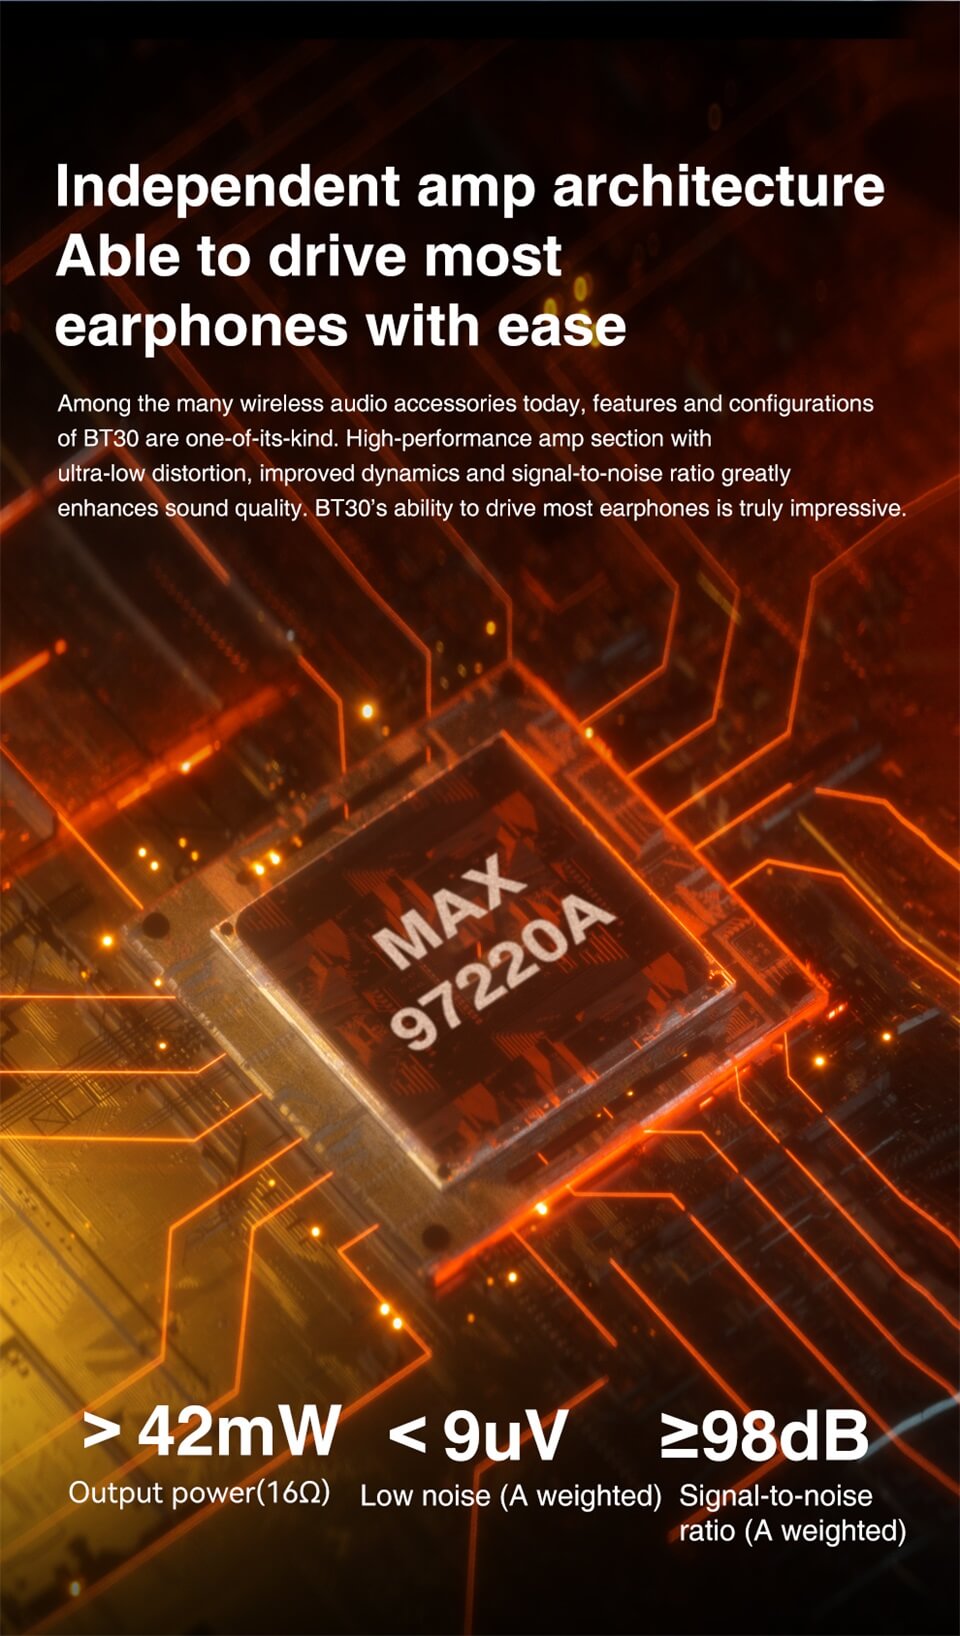 Independent amp architecture
Able to drive most
earphones with ease
Among the many wireless audio accessories today, features and configurations
of BT30 are one-of-its-kind. High-performance amp section with
ultra-low distortion, improved dynamics and signal-to-noise ratio greatly
enhances sound quality. BT30’s ability to drive most earphones is truly impressive.
MAX
97220A
> 42mW
Output power(16Ω)
< 9uV
Low noise (A weighted)
≥98dB
Signal-to-noise
ratio (A weighted)